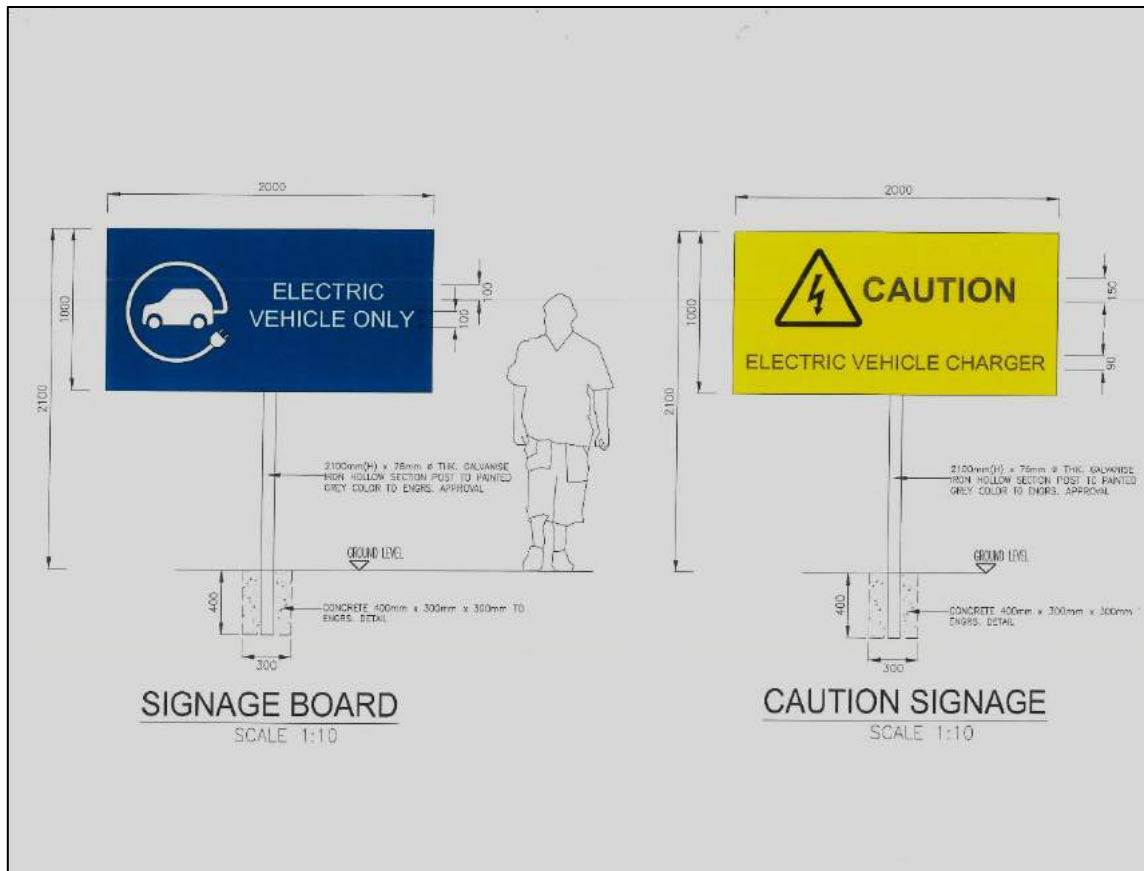 2000
2100
1000
ELECTRIC
VEHICLE ONLY
100
100
2100mm(H) x 76mm ø THK. GALVANISE
IRON HOLLOW SECTION POST TO PAINTED
GREY COLOR TO ENGRS. APPROVAL
GROUND LEVEL
400
CONCRETE 400mm x 300mm x 300mm TO
ENGRS. DETAIL
300
SIGNAGE BOARD
SCALE 1:10
2000
2100
1000
CAUTION
ELECTRIC VEHICLE CHARGER
150
90
2100mm(H) x 76mm ø THK. GALVANISE
IRON HOLLOW SECTION POST TO PAINTED
GREY COLOR TO ENGRS. APPROVAL
GROUND LEVEL
400
CONCRETE 400mm x 300mm x 300mm
ENGRS. DETAIL
300
CAUTION SIGNAGE
SCALE 1:10